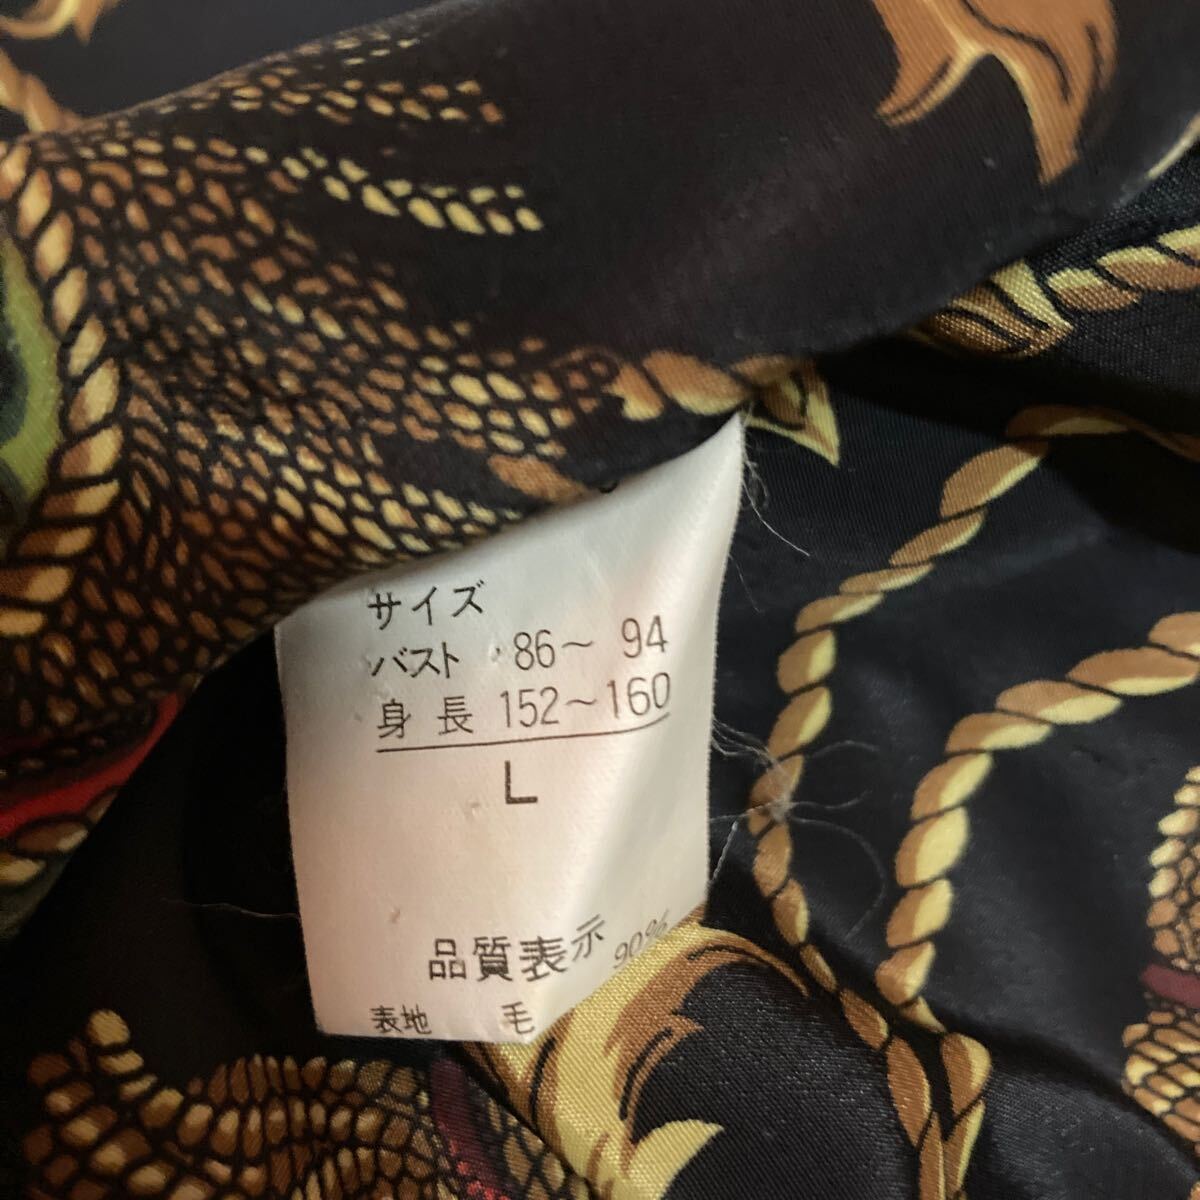 サイズ
バスト 86～94
身長 152～160
L
品質表示
表地 毛 90%